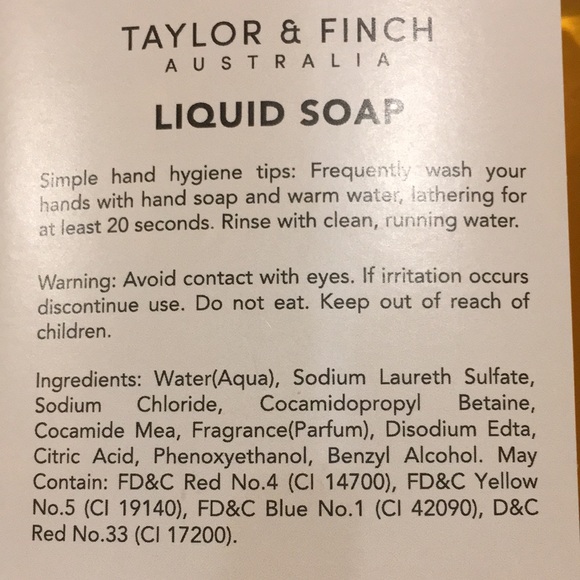 TAYLOR & FINCH
AUSTRALIA
LIQUID SOAP
Simple hand hygiene tips: Frequently wash your
hands with hand soap and warm water, lathering for
at least 20 seconds. Rinse with clean, running water.
Warning: Avoid contact with eyes. If irritation occurs
discontinue use. Do not eat. Keep out of reach of
children.
Ingredients: Water(Aqua), Sodium Laureth Sulfate,
Sodium Chloride, Cocamidopropyl Betaine,
Cocamide Mea, Fragrance(Parfum), Disodium Edta,
Citric Acid, Phenoxyethanol, Benzyl Alcohol. May
Contain: FD&C Red No.4 (CI 14700), FD&C Yellow
No.5 (CI 19140), FD&C Blue No.1 (CI 42090), D&C
Red No.33 (CI 17200).